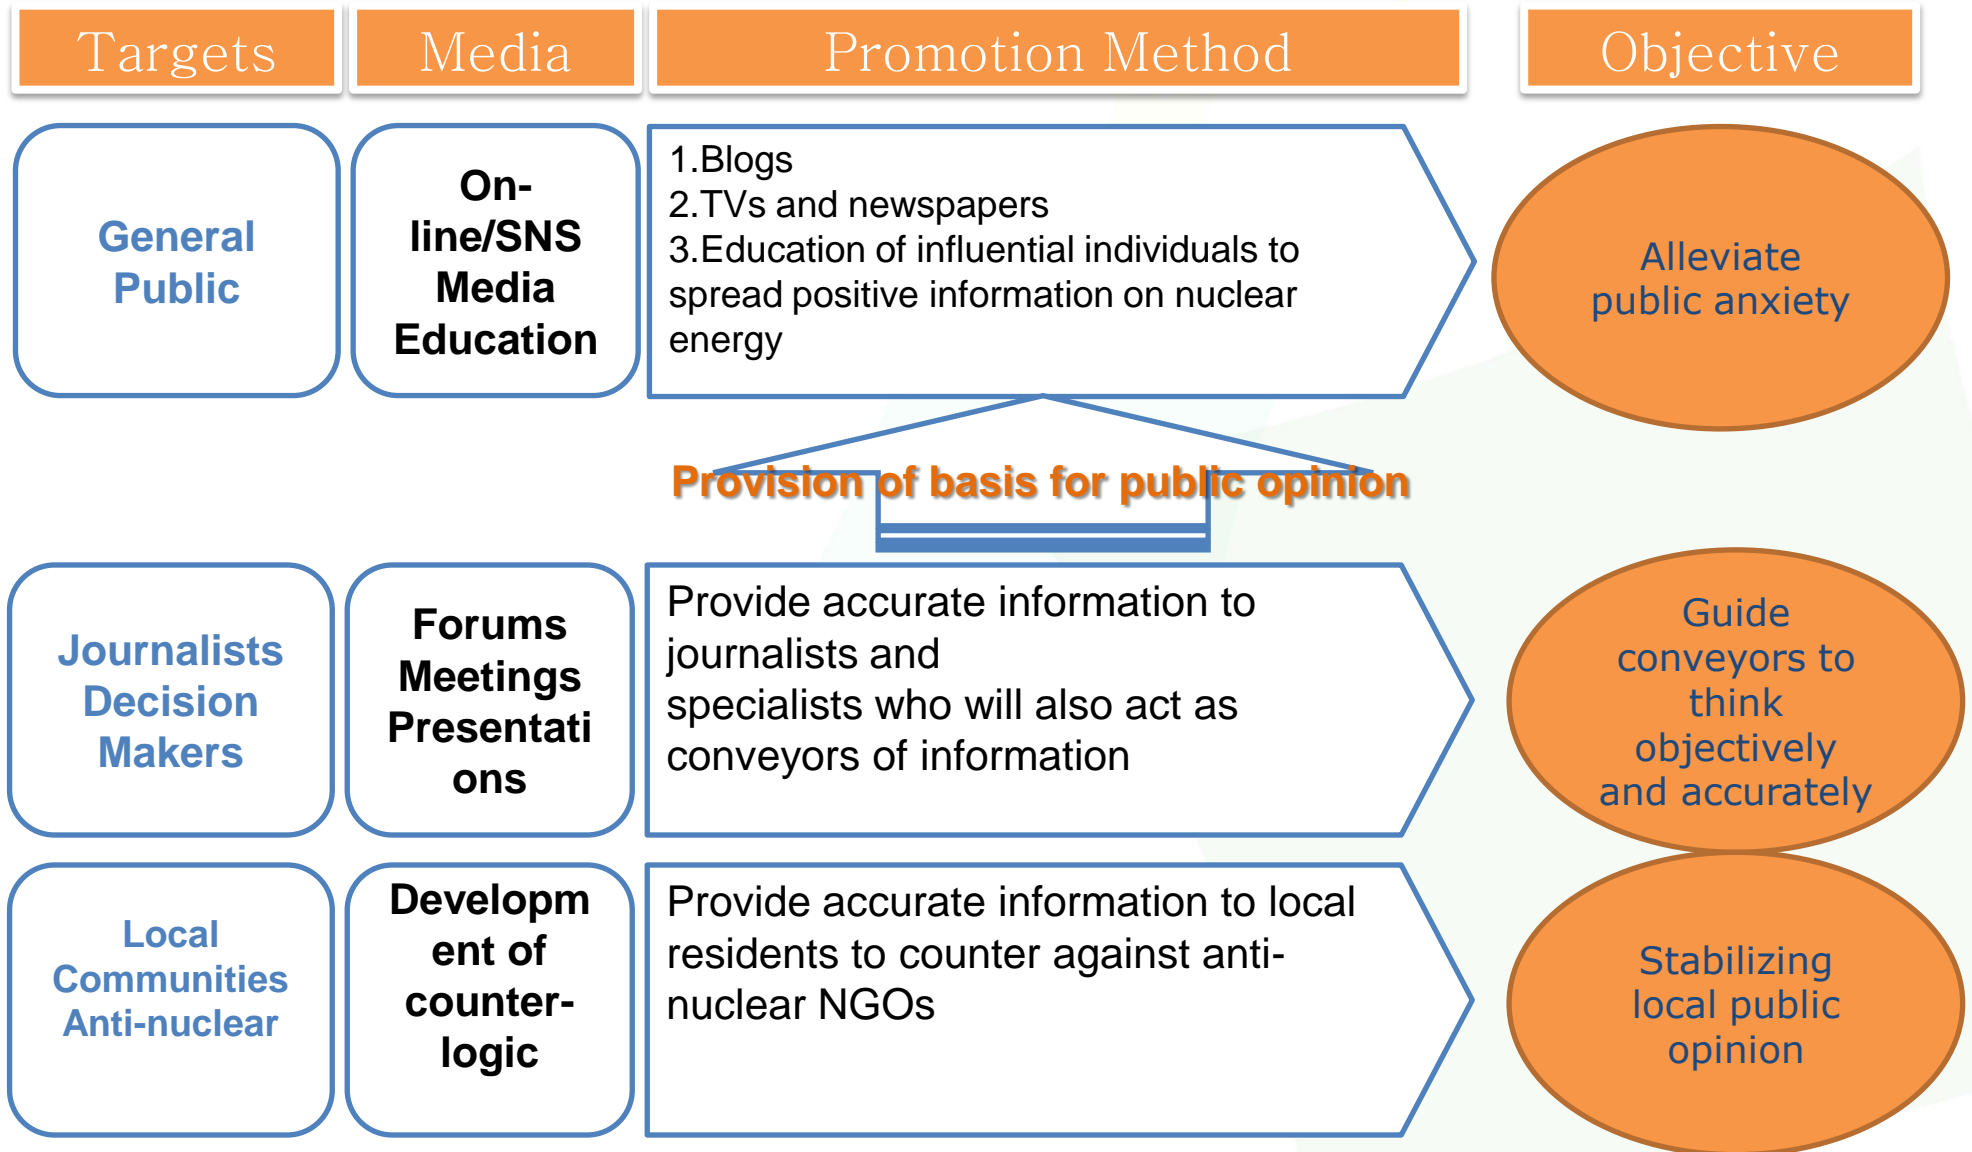 Targets
Media
Promotion Method
Objective
General
Public
On-
line/SNS
Media
Education
1.Blogs
2.TVs and newspapers
3.Education of influential individuals to
spread positive information on nuclear
energy
Alleviate
public anxiety
Provision of basis for public opinion
Journalists
Decision
Makers
Forums
Meetings
Presentati
ons
Provide accurate information to
journalists and
specialists who will also act as
conveyors of information
Guide
conveyors to
think
objectively
and accurately
Local
Communities
Anti-nuclear
Developm
ent of
counter-
logic
Provide accurate information to local
residents to counter against anti-
nuclear NGOs
Stabilizing
local public
opinion